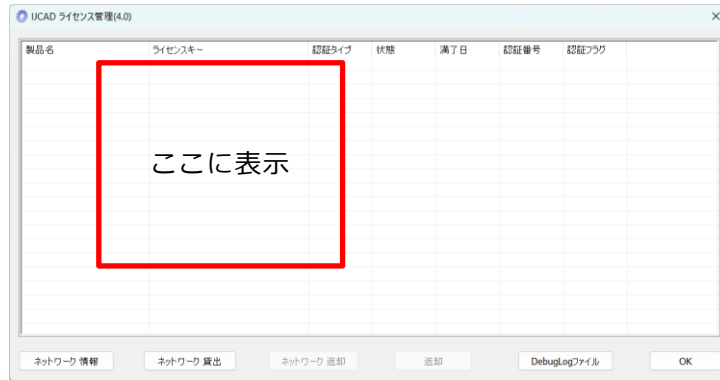 IJCAD ライセンス管理(4.0)
製品名 ライセンスキー 認証タイプ 状態 満了日 認証番号 認証フラグ
ここに表示
ネットワーク 情報 ネットワーク 貸出 ネットワーク 返却 返却 DebugLogファイル OK